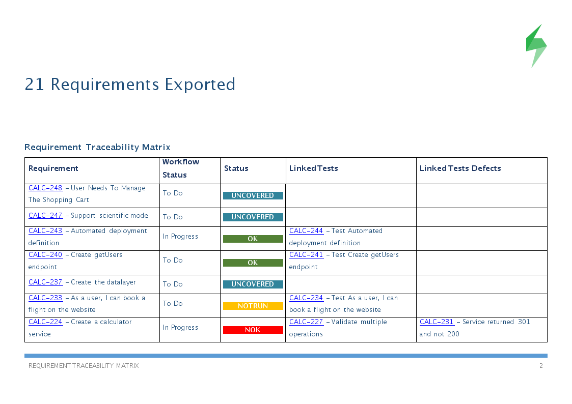 21 Requirements Exported
Requirement Traceability Matrix
Requirement
Workflow
Status
Status
Linked Tests
Linked Tests Defects
CALC-248 – User Needs To Manage
The Shopping Cart
To Do
UNCOVERED
CALC-247 – Support scientific mode
To Do
UNCOVERED
CALC-243 – Automated deployment
definition
In Progress
OK
CALC-244 – Test Automated
deployment definition
CALC-240 – Create getUsers
endpoint
To Do
OK
CALC-241 – Test Create getUsers
endpoint
CALC-237 – Create the datalayer
To Do
UNCOVERED
CALC-233 – As a user, I can book a
flight on the website
To Do
NOTRUN
CALC-234 – Test As a user, I can
book a flight on the website
CALC-224 – Create a calculator
service
In Progress
NOK
CALC-227 – Validate multiple
operations
CALC-231 – Service returned 301
and not 200
REQUIREMENT TRACEABILITY MATRIX
2